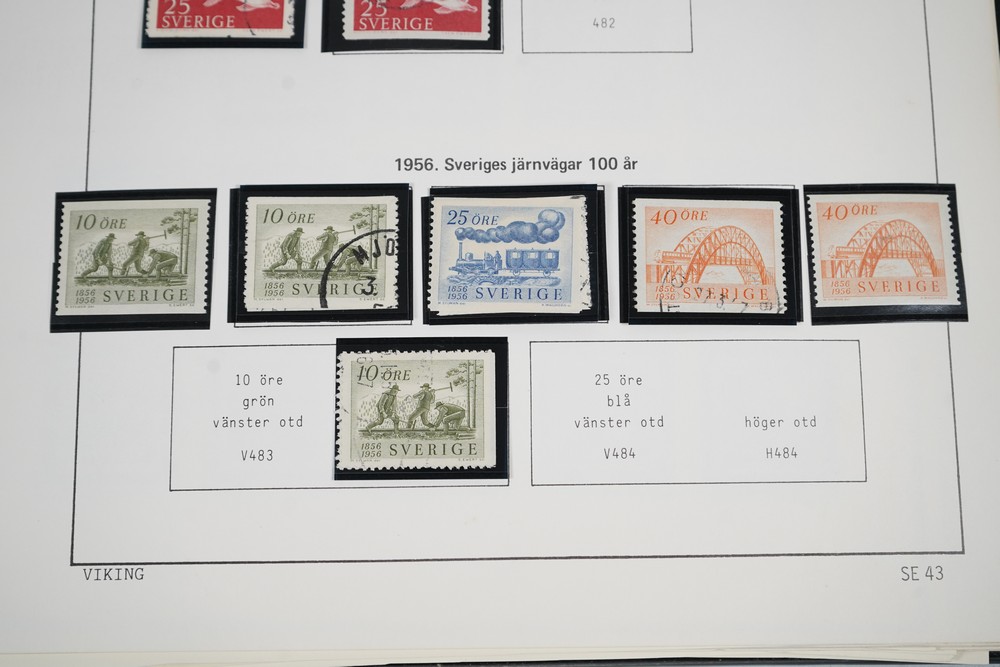 25
SVERIGE
25
SVERIGE
482
1956. Sveriges järnvägar 100 år
10 ÖRE
1856
1956 SVERIGE
10 ÖRE
MJÖ
3
1856
1956 SVERIGE
25 ÖRE
1856
1956 SVERIGE
40 ÖRE
1856
1956 SVERIGE
40 ÖRE
1856
1956 SVERIGE
10 öre
grön
vänster otd
V483
10 ÖRE
1856
1956 SVERIGE
25 öre
blå
vänster otd höger otd
V484 H484
VIKING SE 43